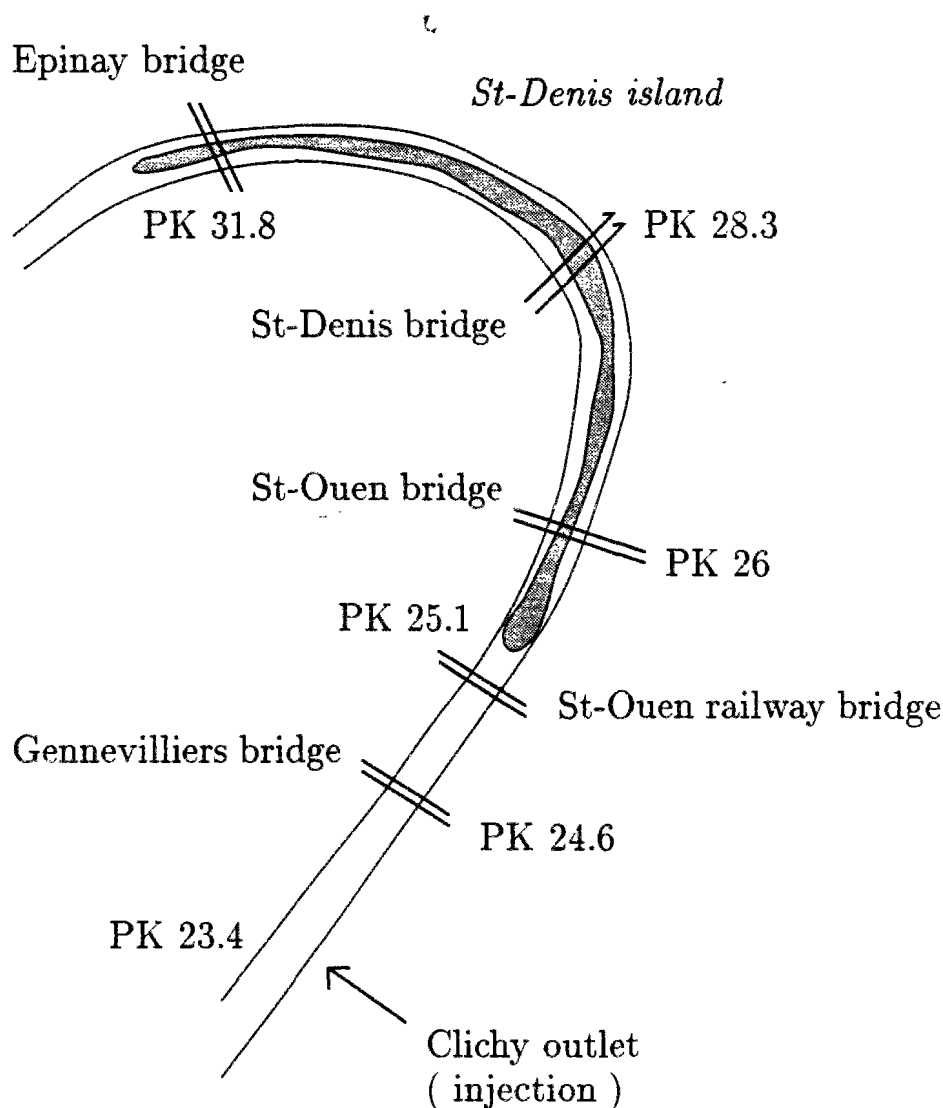 Epinay bridge
St-Denis island
PK 31.8
PK 28.3
St-Denis bridge
St-Ouen bridge
PK 26
PK 25.1
St-Ouen railway bridge
Gennevilliers bridge
PK 24.6
PK 23.4
Clichy outlet
( injection )